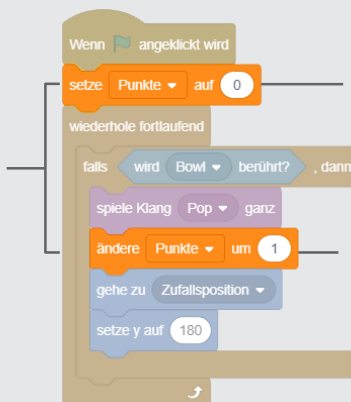 Wenn angeklickt wird
setze Punkte auf 0
wiederhole fortlaufend
falls wird Bowl berührt? , dann
spiele Klang Pop ganz
ändere Punkte um 1
gehe zu Zufallsposition
setze y auf 180